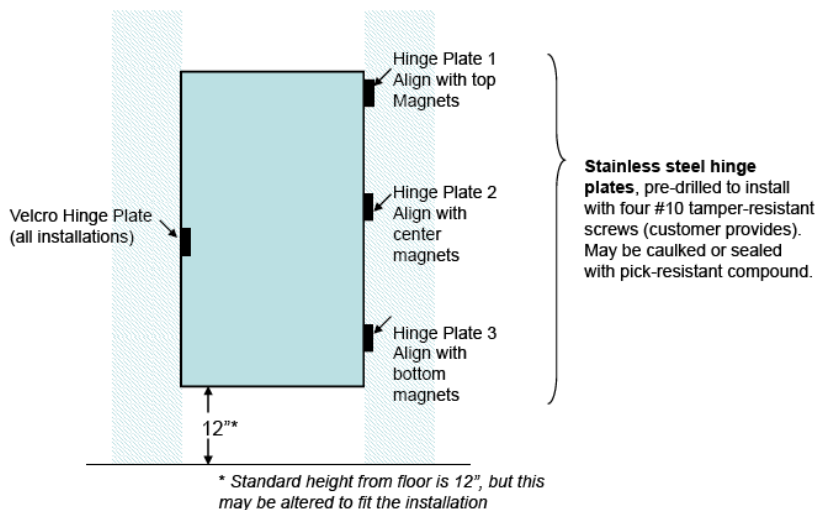 Hinge Plate 1
Align with top
Magnets
Hinge Plate 2
Align with
center
magnets
Velcro Hinge Plate
(all installations)
Hinge Plate 3
Align with
bottom
magnets
Stainless steel hinge
plates, pre-drilled to install
with four #10 tamper-resistant
screws (customer provides).
May be caulked or sealed
with pick-resistant compound.
12”*
* Standard height from floor is 12”, but this
may be altered to fit the installation